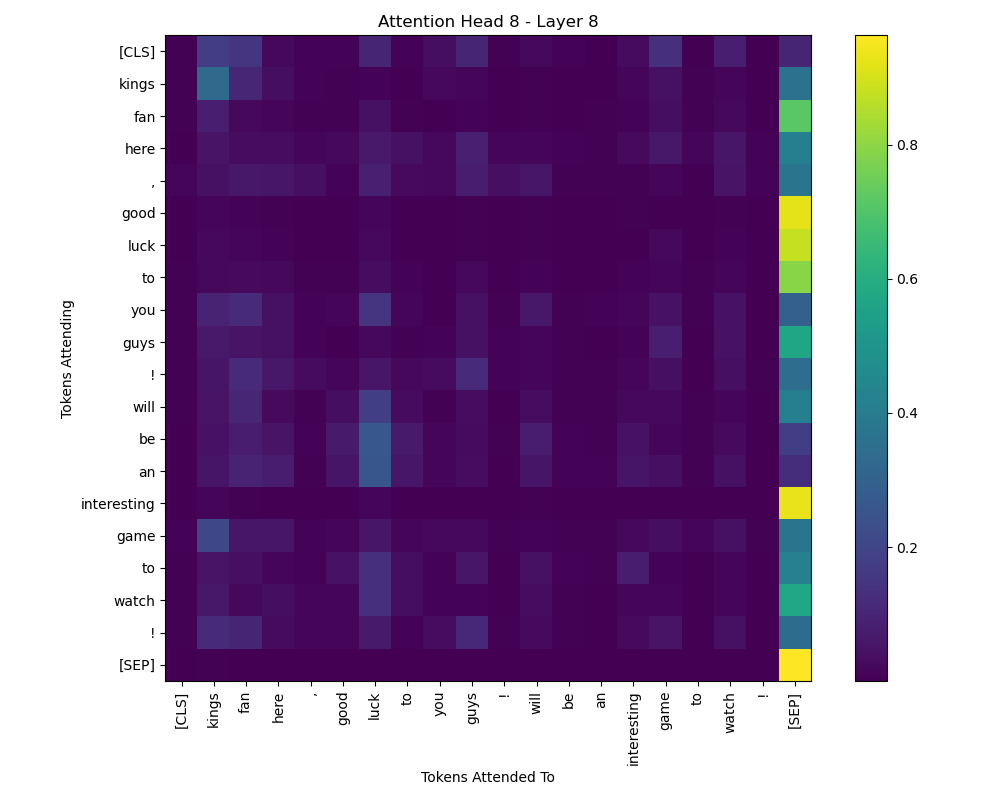 Attention Head 8 - Layer 8
Tokens Attending
[CLS]
kings
fan
here
,
good
luck
to
you
guys
!
will
be
an
interesting
game
to
watch
!
[SEP]
0.8
0.6
0.4
0.2
[CLS]
kings
fan
here
,
good
luck
to
you
guys
!
will
be
an
interesting
game
to
watch
!
[SEP]
Tokens Attended To